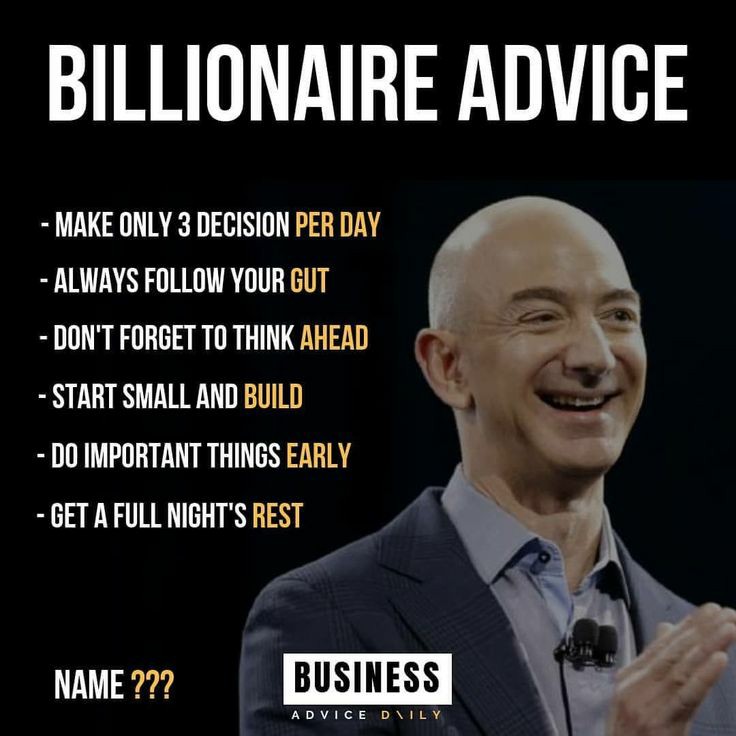 BILLIONAIRE ADVICE
- MAKE ONLY 3 DECISION PER DAY
- ALWAYS FOLLOW YOUR GUT
- DON'T FORGET TO THINK AHEAD
- START SMALL AND BUILD
- DO IMPORTANT THINGS EARLY
- GET A FULL NIGHT'S REST
NAME ???
BUSINESS
ADVICE D\ILY